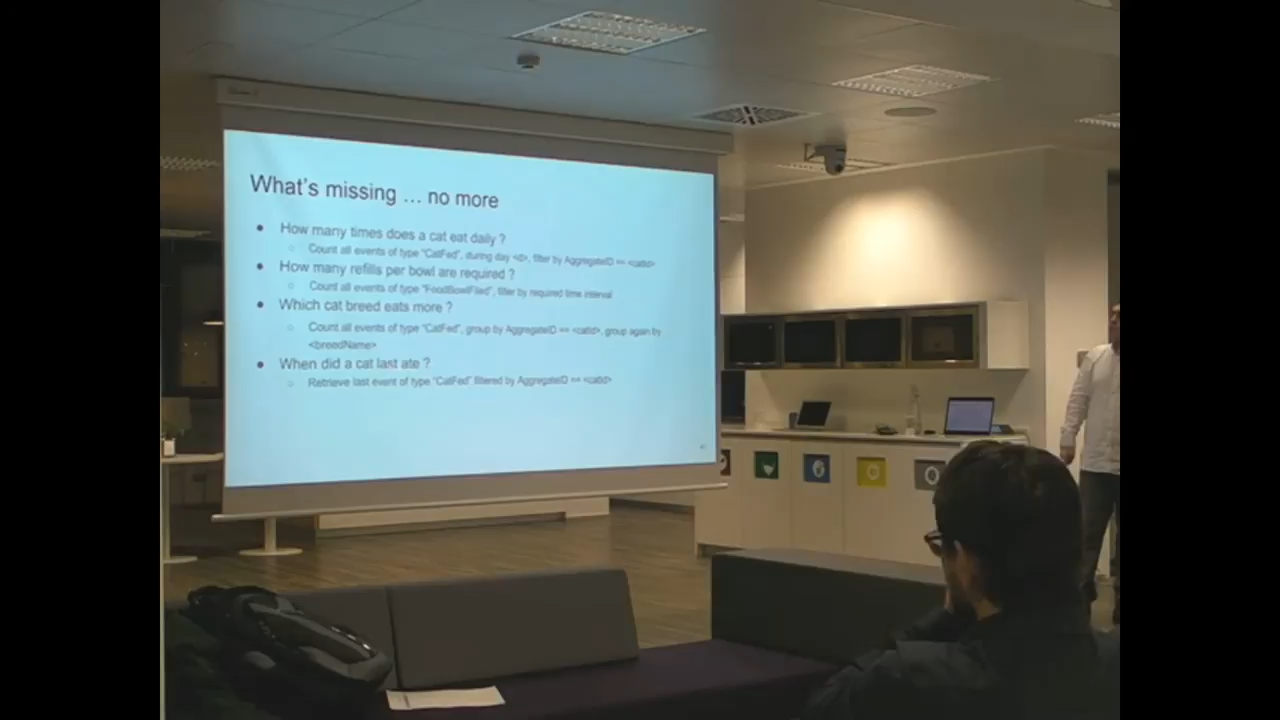 What's missing ... no more
● How many times does a cat eat daily ?
○ Count all events of type "CatFed", during day <d>, filter by AggregateID == <catId>
● How many refills per bowl are required ?
○ Count all events of type "FoodBowlFilled", filter by required time interval
● Which cat breed eats more ?
○ Count all events of type "CatFed", group by AggregateID == <catId>, group again by
<breedName>
● When did a cat last ate ?
○ Retrieve last event of type "CatFed" filtered by AggregateID == <catId>